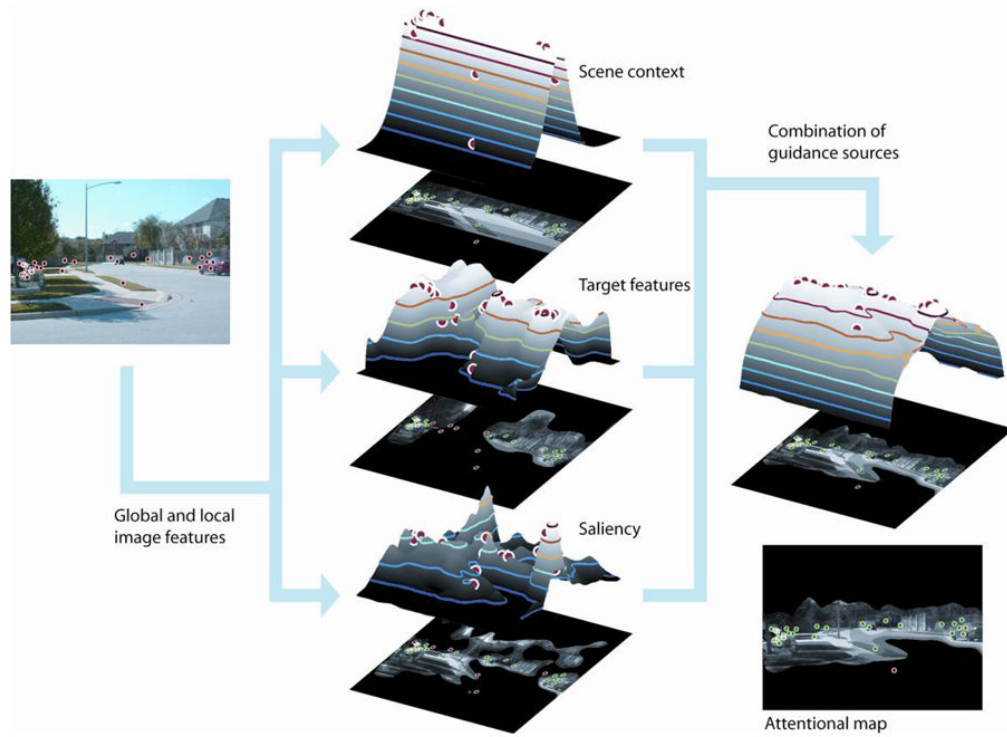 Scene context
Combination of
guidance sources
Target features
Global and local
image features
Saliency
Attentional map